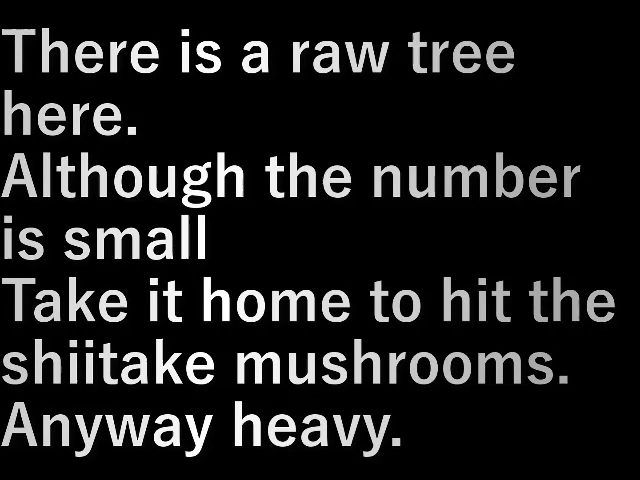 There is a raw tree
here.
Although the number
is small
Take it home to hit the
shiitake mushrooms.
Anyway heavy.